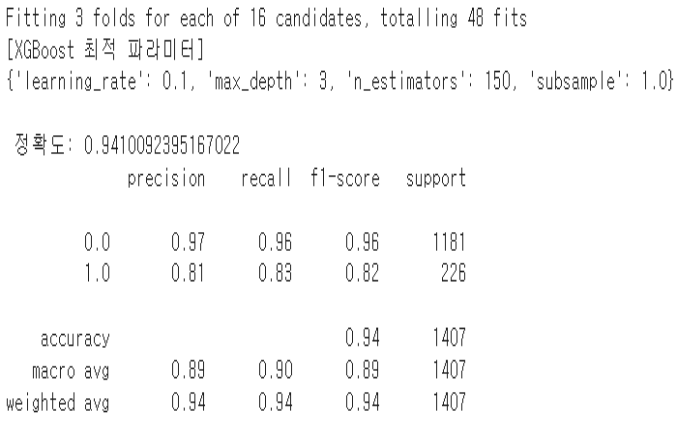 Fitting 3 folds for each of 16 candidates, totalling 48 fits
[XGBoost 최적 파라미터]
{'learning_rate': 0.1, 'max_depth': 3, 'n_estimators': 150, 'subsample': 1.0}
정확도: 0.9410092395167022
precision recall f1-score support
0.0 0.97 0.96 0.96 1181
1.0 0.81 0.83 0.82 226
accuracy 0.94 1407
macro avg 0.89 0.90 0.89 1407
weighted avg 0.94 0.94 0.94 1407